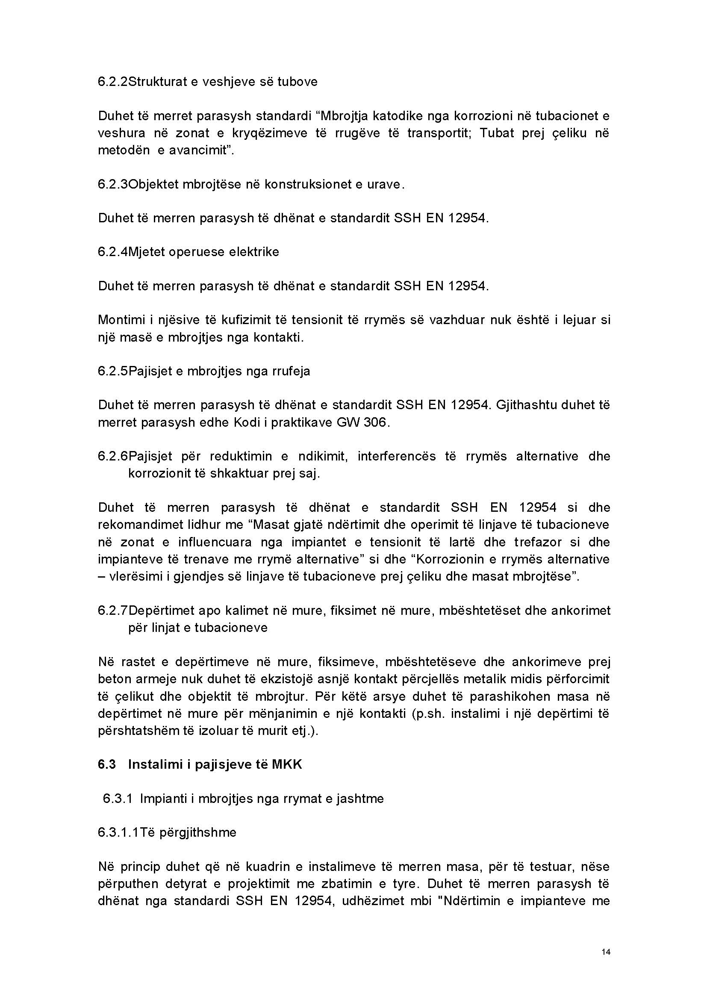 6.2.2Strukturat e veshjeve së tubove
Duhet të merret parasysh standardi “Mbrojtja katodike nga korrozioni në tubacionet e
veshura në zonat e kryqëzimeve të rrugëve të transportit; Tubat prej çeliku në
metodën e avancimit”.
6.2.3Objektet mbrojtëse në konstruksionet e urave.
Duhet të merren parasysh të dhënat e standardit SSH EN 12954.
6.2.4Mjetet operuese elektrike
Duhet të merren parasysh të dhënat e standardit SSH EN 12954.
Montimi i njësive të kufizimit të tensionit të rrymës së vazhduar nuk është i lejuar si
një masë e mbrojtjes nga kontakti.
6.2.5Pajisjet e mbrojtjes nga rrufeja
Duhet të merren parasysh të dhënat e standardit SSH EN 12954. Gjithashtu duhet të
merret parasysh edhe Kodi i praktikave GW 306.
6.2.6Pajisjet për reduktimin e ndikimit, interferencës të rrymës alternative dhe
korrozionit të shkaktuar prej saj.
Duhet të merren parasysh të dhënat e standardit SSH EN 12954 si dhe
rekomandimet lidhur me “Masat gjatë ndërtimit dhe operimit të linjave të tubacioneve
në zonat e influencuara nga impiantet e tensionit të lartë dhe trefazor si dhe
impianteve të trenave me rrymë alternative” si dhe “Korrozionin e rrymës alternative
– vlerësimi i gjendjes së linjave të tubacioneve prej çeliku dhe masat mbrojtëse”.
6.2.7Depërtimet apo kalimet në mure, fiksimet në mure, mbështetëset dhe ankorimet
për linjat e tubacioneve
Në rastet e depërtimeve në mure, fiksimeve, mbështetëseve dhe ankorimeve prej
beton armeje nuk duhet të ekzistojë asnjë kontakt përcjellës metalik midis përforcimit
të çelikut dhe objektit të mbrojtur. Për këtë arsye duhet të parashikohen masa në
depërtimet në mure për mënjanimin e një kontakti (p.sh. instalimi i një depërtimi të
përshtatshëm të izoluar të murit etj.).
6.3 Instalimi i pajisjeve të MKK
6.3.1 Impianti i mbrojtjes nga rrymat e jashtme
6.3.1.1Të përgjithshme
Në princip duhet që në kuadrin e instalimeve të merren masa, për të testuar, nëse
përputhen detyrat e projektimit me zbatimin e tyre. Duhet të merren parasysh të
dhënat nga standardi SSH EN 12954, udhëzimet mbi "Ndërtimin e impianteve me
14